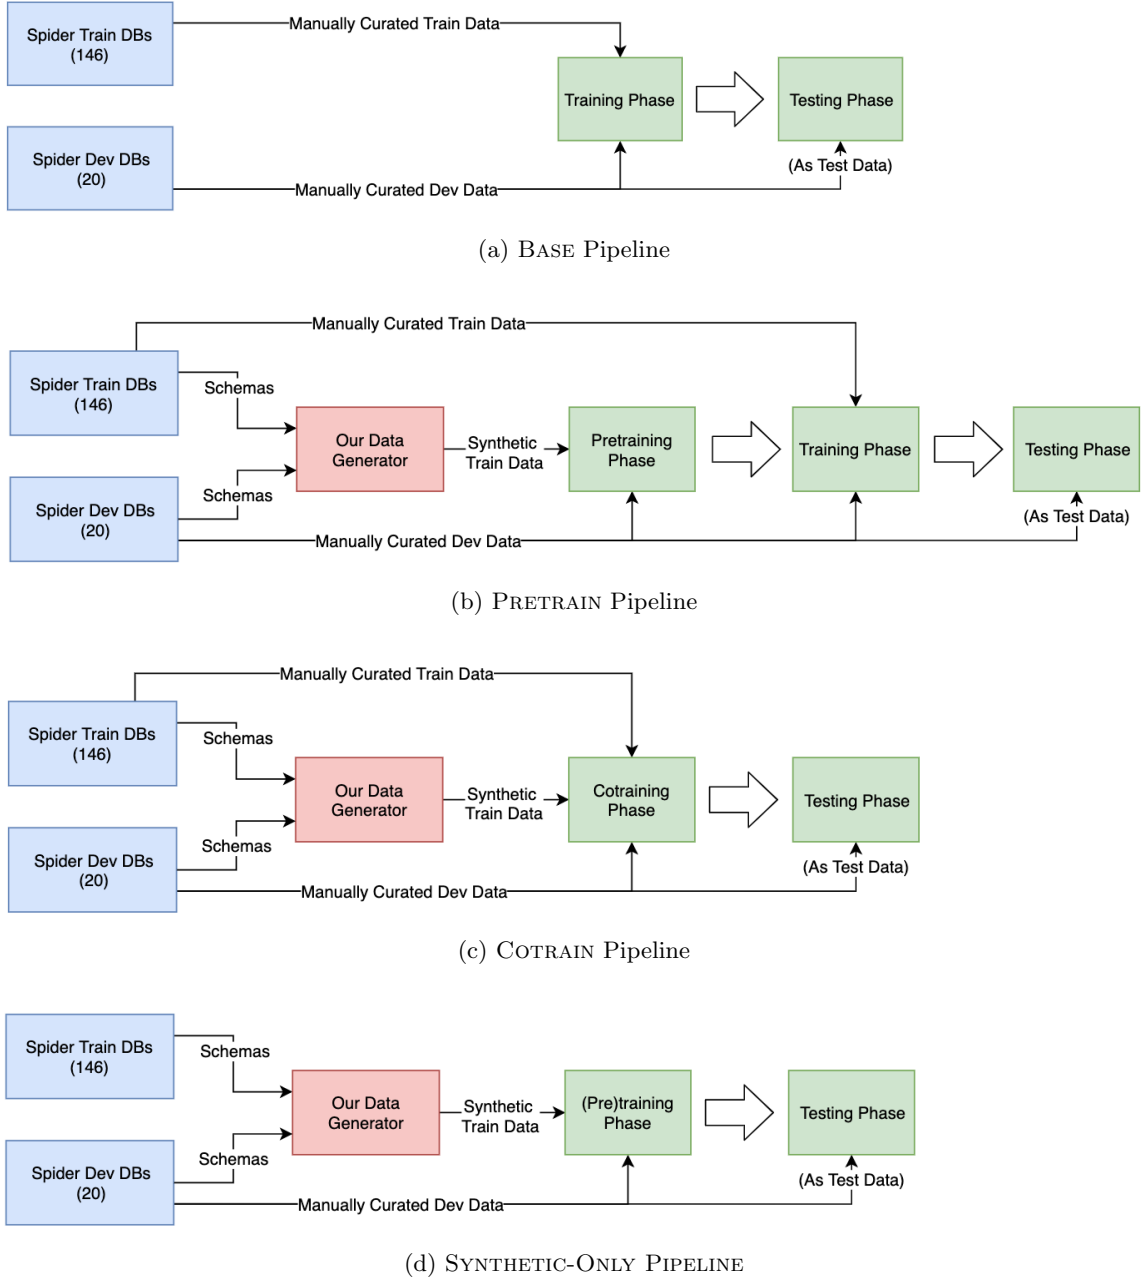 Spider Train DBs
(146)
Manually Curated Train Data
Training Phase
Testing Phase
Spider Dev DBs
(20)
(As Test Data)
Manually Curated Dev Data
(a) BASE Pipeline
Manually Curated Train Data
Spider Train DBs
(146)
Schemas
Our Data
Generator
Synthetic
Train Data
Pretraining
Phase
Training Phase
Testing Phase
Spider Dev DBs
(20)
Schemas
(As Test Data)
Manually Curated Dev Data
(b) PRETRAIN Pipeline
Manually Curated Train Data
Spider Train DBs
(146)
Schemas
Our Data
Generator
Synthetic
Train Data
Cotraining
Phase
Testing Phase
Spider Dev DBs
(20)
Schemas
(As Test Data)
Manually Curated Dev Data
(c) COTRAIN Pipeline
Spider Train DBs
(146)
Schemas
Our Data
Generator
Synthetic
Train Data
(Pre)training
Phase
Testing Phase
Spider Dev DBs
(20)
Schemas
(As Test Data)
Manually Curated Dev Data
(d) SYNTHETIC-ONLY PIPELINE